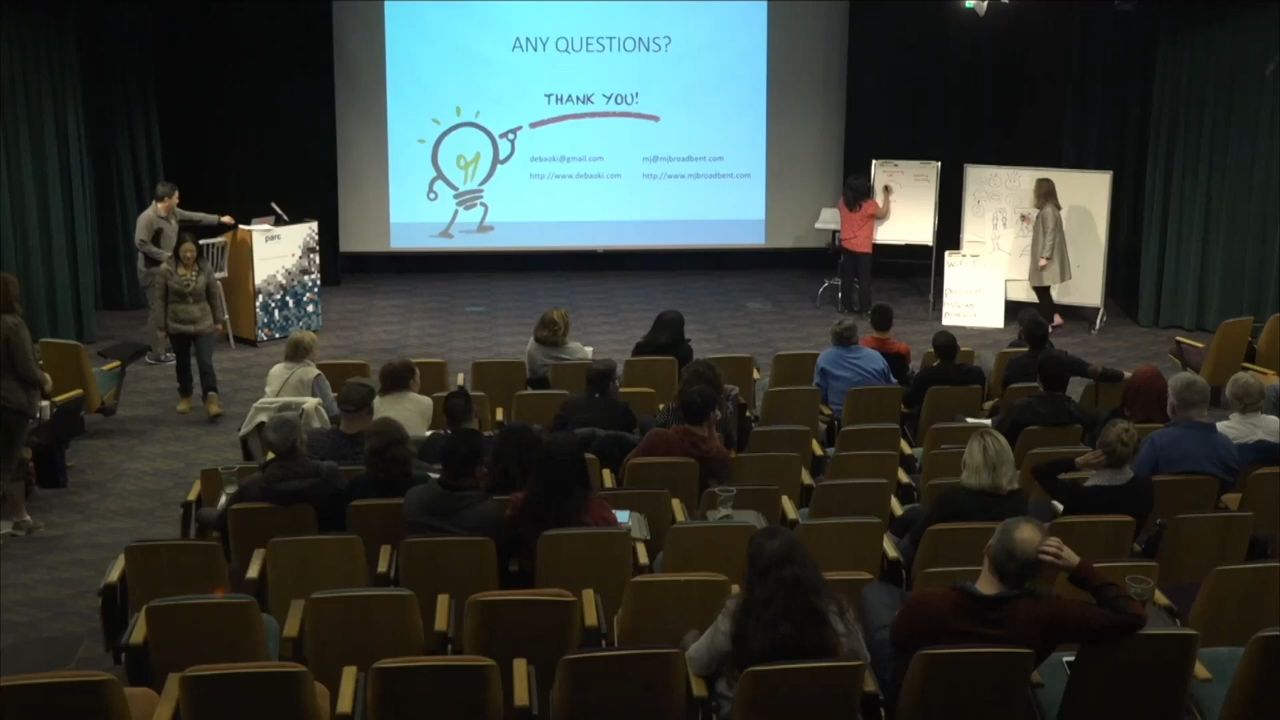 ANY QUESTIONS?
THANK YOU!
debaoki@gmail.com
mj@mjbroadbent.com
http://www.debaoki.com
http://www.mjbroadbent.com
parc